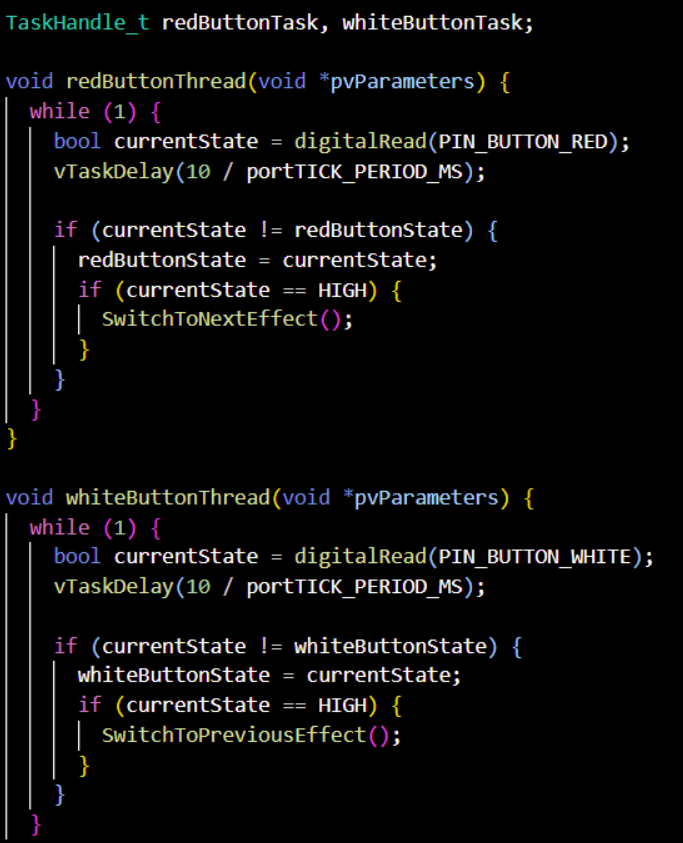 TaskHandle_t redButtonTask, whiteButtonTask;
void redButtonThread(void *pvParameters) {
while (1) {
bool currentState = digitalRead(PIN_BUTTON_RED);
vTaskDelay(10 / portTICK_PERIOD_MS);
if (currentState != redButtonState) {
redButtonState = currentState;
if (currentState == HIGH) {
SwitchToNextEffect();
}
}
}
}
void whiteButtonThread(void *pvParameters) {
while (1) {
bool currentState = digitalRead(PIN_BUTTON_WHITE);
vTaskDelay(10 / portTICK_PERIOD_MS);
if (currentState != whiteButtonState) {
whiteButtonState = currentState;
if (currentState == HIGH) {
SwitchToPreviousEffect();
}
}
}